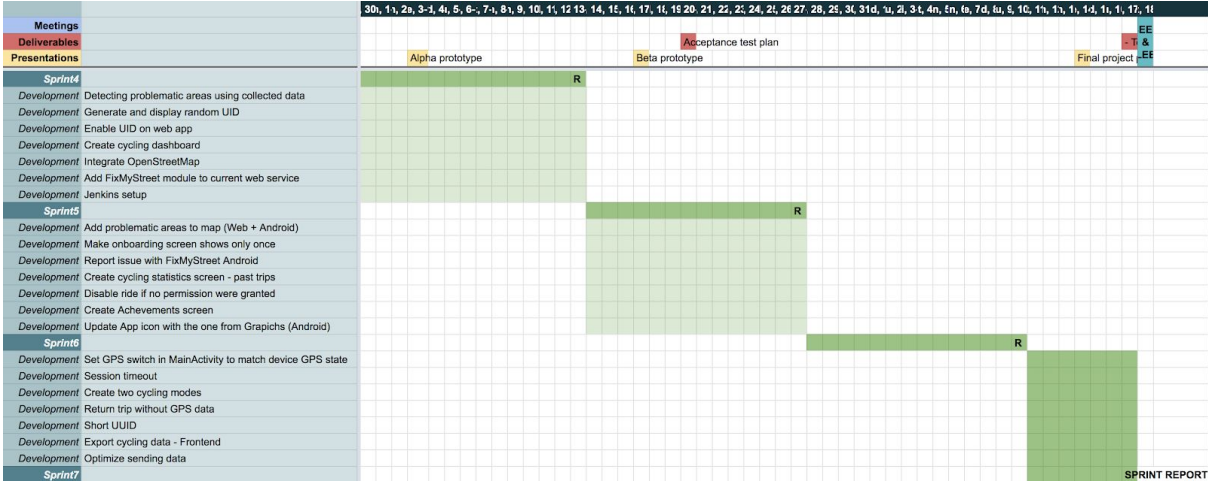 Meetings
Deliverables Acceptance test plan
Presentations Alpha prototype Beta prototype Final project
EE
&
Sprint4 R
Development Detecting problematic areas using collected data
Development Generate and display random UID
Development Enable UID on web app
Development Create cycling dashboard
Development Integrate OpenStreetMap
Development Add FixMyStreet module to current web service
Development Jenkins setup
Sprint5 R
Development Add problematic areas to map (Web + Android)
Development Make onboarding screen shows only once
Development Report issue with FixMyStreet Android
Development Create cycling statistics screen - past trips
Development Disable ride if no permission were granted
Development Create Achevements screen
Development Update App icon with the one from Grapichs (Android)
Sprint6 R
Development Set GPS switch in MainActivity to match device GPS state
Development Session timeout
Development Create two cycling modes
Development Return trip without GPS data
Development Short UUID
Development Export cycling data - Frontend
Development Optimize sending data
Sprint7 SPRINT REPORT